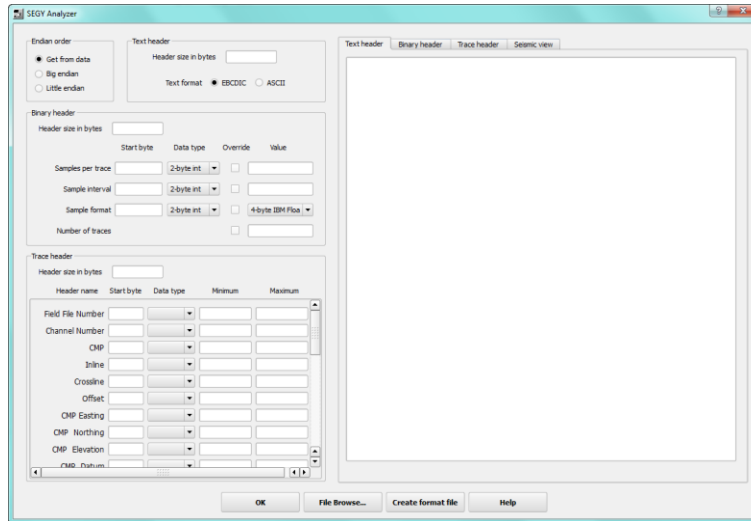 SEGY Analyzer
Endian order
Get from data
Big endian
Little endian
Text header
Header size in bytes
Text format EBCDIC ASCII
Binary header
Header size in bytes
Start byte Data type Override Value
Samples per trace 2-byte int
Sample interval 2-byte int
Sample format 2-byte int 4-byte IBM Floa
Number of traces
Trace header
Header size in bytes
Header name Start byte Data type Minimum Maximum
Field File Number
Channel Number
CMP
Inline
Crossline
Offset
CMP Easting
CMP Northing
CMP Elevation
CMP Datum
Text header Binary header Trace header Seismic view
OK File Browse... Create format file Help